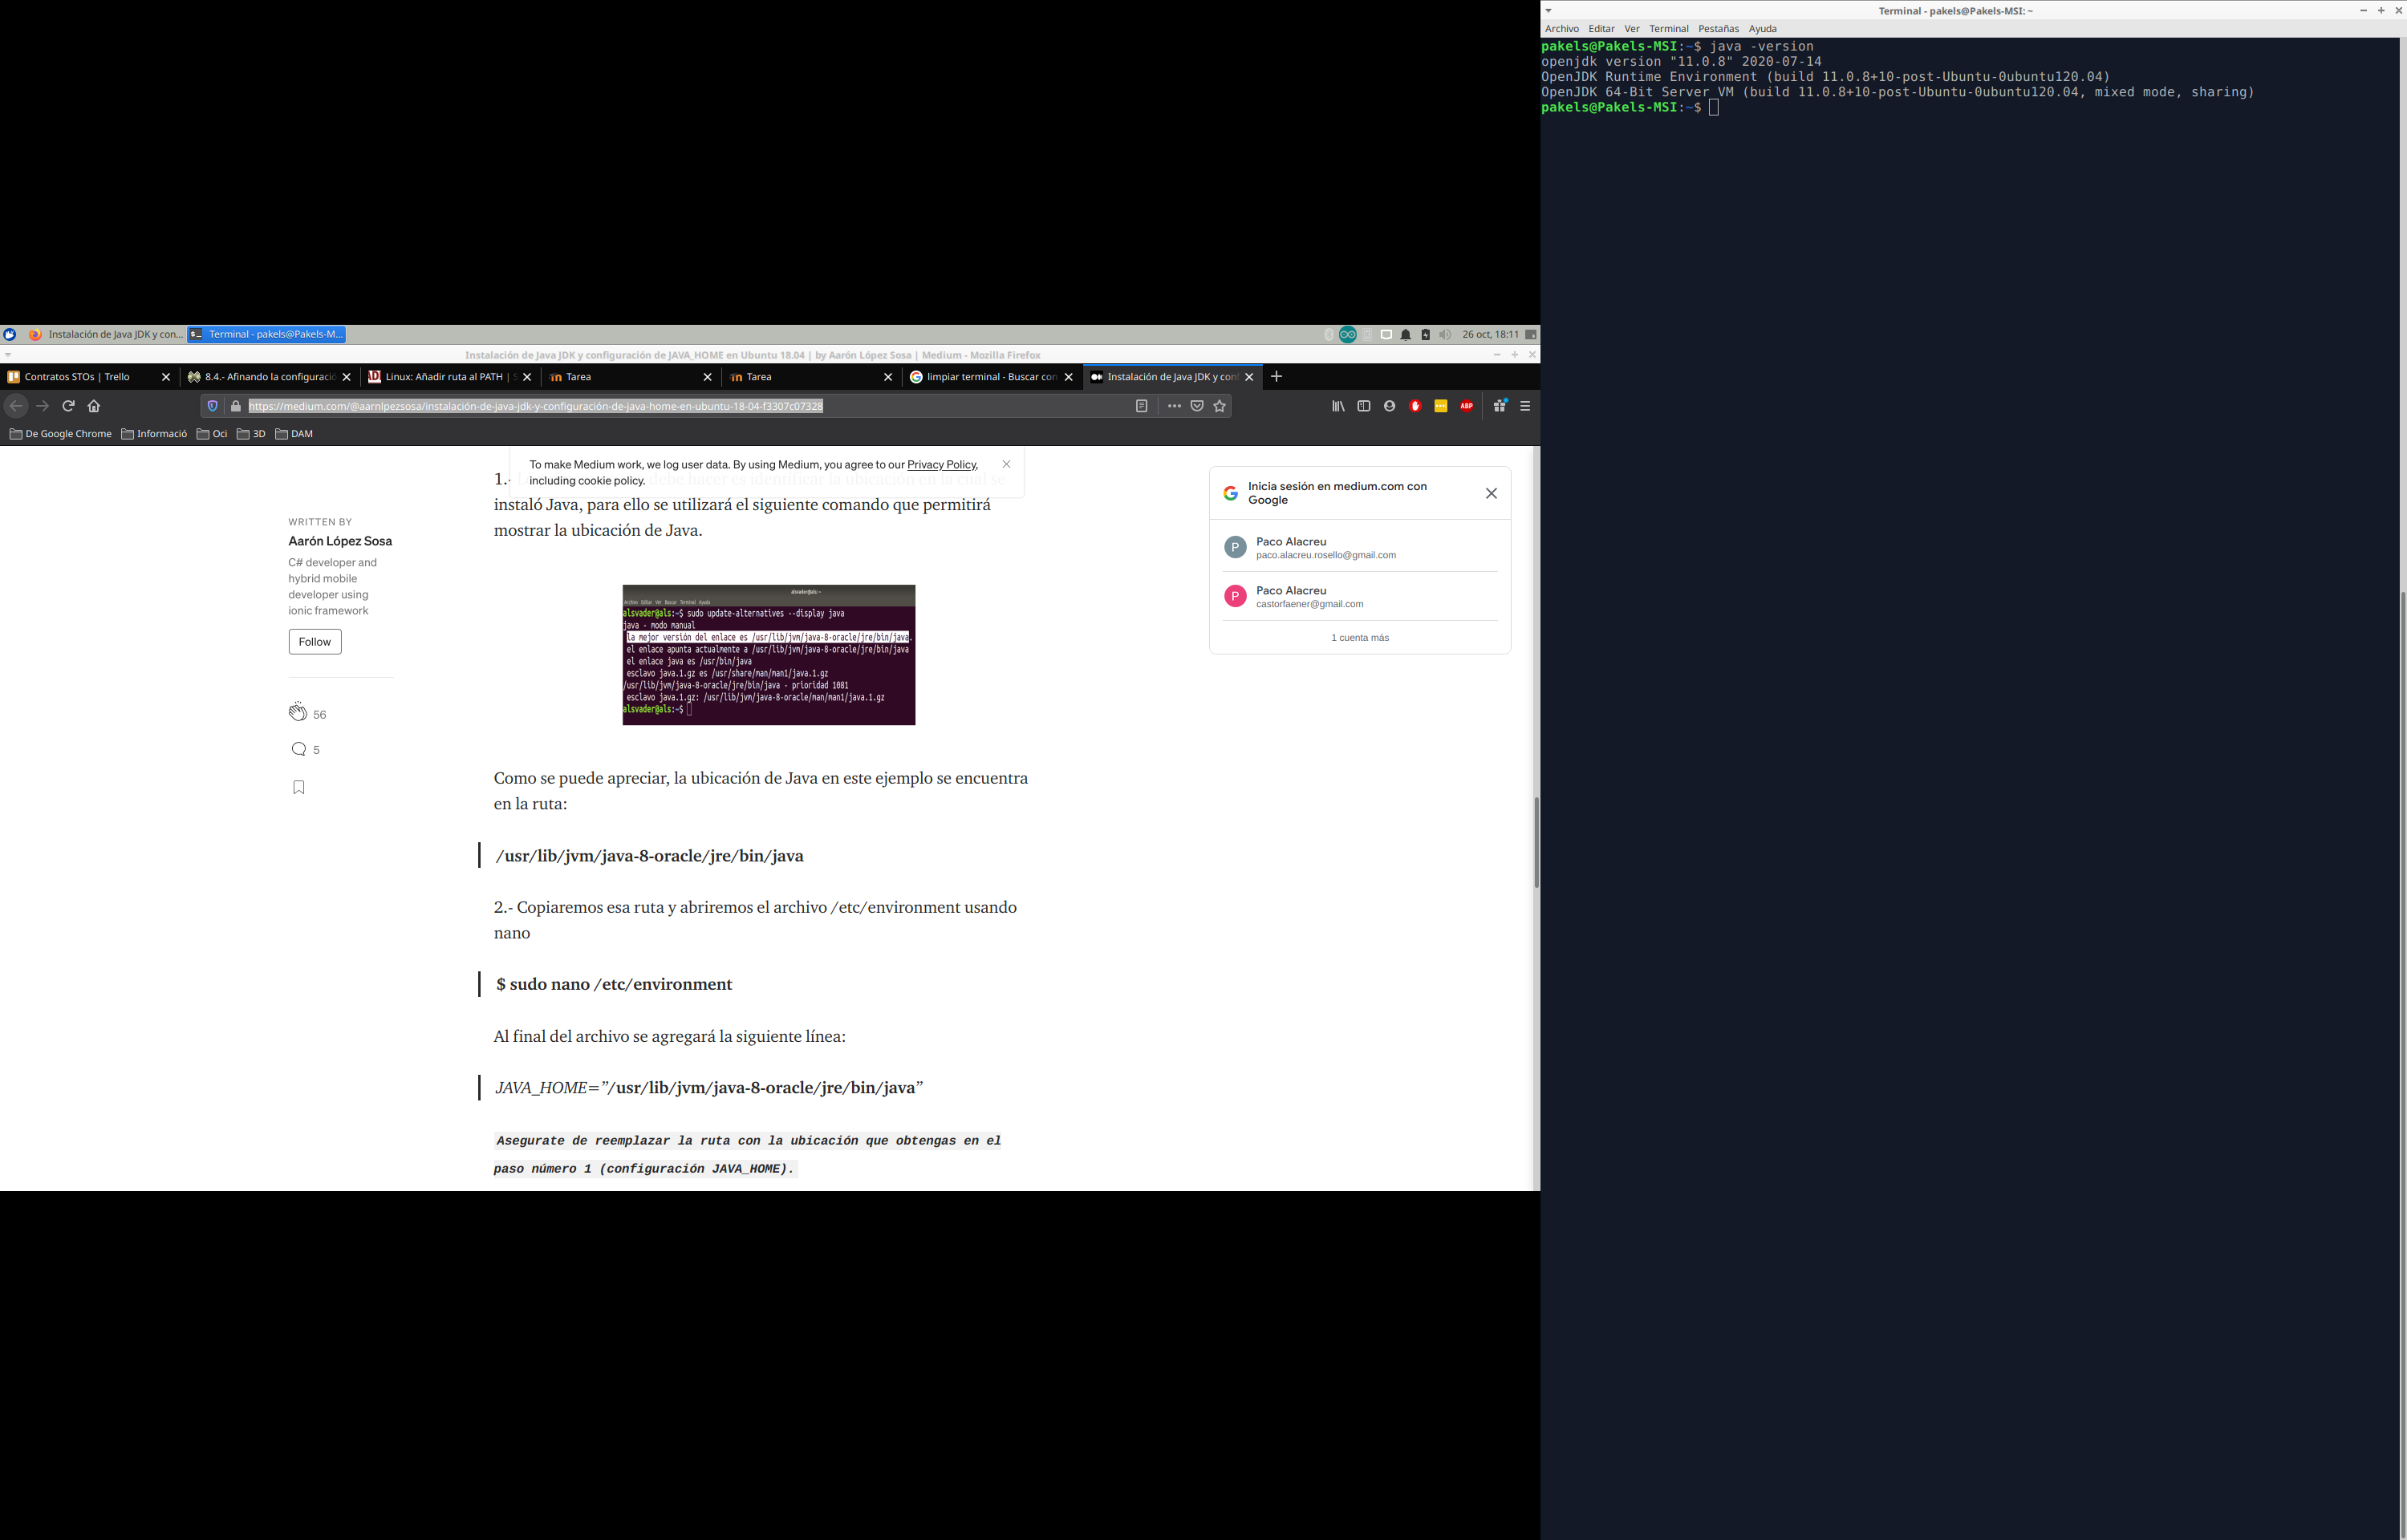 Terminal - pakels@Pakels-MSI: ~
Archivo Editar Ver Terminal Pestañas Ayuda
pakels@Pakels-MSI:~$ java -version
openjdk version "11.0.8" 2020-07-14
OpenJDK Runtime Environment (build 11.0.8+10-post-Ubuntu-0ubuntu120.04)
OpenJDK 64-Bit Server VM (build 11.0.8+10-post-Ubuntu-0ubuntu120.04, mixed mode, sharing)
pakels@Pakels-MSI:~$
Instalación de Java JDK y con... Terminal - pakels@Pakels-M... 26 oct, 18:11
Instalación de Java JDK y configuración de JAVA_HOME en Ubuntu 18.04 | by Aarón López Sosa | Medium - Mozilla Firefox
Contratos STOs | Trello 8.4.- Afinando la configuració Linux: Añadir ruta al PATH | Tarea Tarea limpiar terminal - Buscar con Instalación de Java JDK y con
https://medium.com/@aarnlpezsosa/instalación-de-java-jdk-y-configuración-de-java-home-en-ubuntu-18-04-f3307c07328
ABP
De Google Chrome Informació Oci 3D DAM
To make Medium work, we log user data. By using Medium, you agree to our Privacy Policy,
including cookie policy.
1.- debe hacer es identificar la ubicación en la cual se
instaló Java, para ello se utilizará el siguiente comando que permitirá
mostrar la ubicación de Java.
WRITTEN BY
Aarón López Sosa
C# developer and
hybrid mobile
developer using
ionic framework
Follow
56
5
Inicia sesión en medium.com con
Google
P
Paco Alacreu
paco.alacreu.rosello@gmail.com
P
Paco Alacreu
castorfaener@gmail.com
1 cuenta más
alsvader@als: ~
Archivo Editar Ver Buscar Terminal Ayuda
alsvader@als:~$ sudo update-alternatives --display java
java - modo manual
la mejor versión del enlace es /usr/lib/jvm/java-8-oracle/jre/bin/java.
el enlace apunta actualmente a /usr/lib/jvm/java-8-oracle/jre/bin/java
el enlace java es /usr/bin/java
esclavo java.1.gz es /usr/share/man/man1/java.1.gz
/usr/lib/jvm/java-8-oracle/jre/bin/java - prioridad 1081
esclavo java.1.gz: /usr/lib/jvm/java-8-oracle/man/man1/java.1.gz
alsvader@als:~$
Como se puede apreciar, la ubicación de Java en este ejemplo se encuentra
en la ruta:
/usr/lib/jvm/java-8-oracle/jre/bin/java
2.- Copiaremos esa ruta y abriremos el archivo /etc/environment usando
nano
$ sudo nano /etc/environment
Al final del archivo se agregará la siguiente línea:
JAVA_HOME=”/usr/lib/jvm/java-8-oracle/jre/bin/java”
Asegurate de reemplazar la ruta con la ubicación que obtengas en el
paso número 1 (configuración JAVA_HOME).